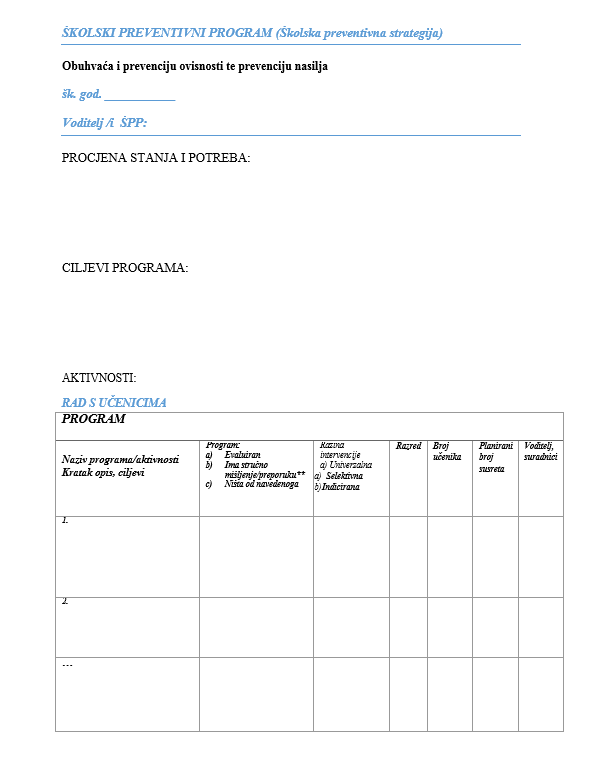 ŠKOLSKI PREVENTIVNI PROGRAM (Školska preventivna strategija)
Obuhvaća i prevenciju ovisnosti te prevenciju nasilja
šk. god. ___________
Voditelj /i ŠPP:
PROCJENA STANJA I POTREBA:
CILJEVI PROGRAMA:
AKTIVNOSTI:
RAD S UČENICIMA
PROGRAM
Naziv programa/aktivnosti
Kratak opis, ciljevi
Program:
a) Evaluiran
b) Ima stručno
mišljenje/preporuku**
c) Ništa od navedenoga
Razina
intervencije
a) Univerzalna
a) Selektivna
b) Indicirana
Razred
Broj
učenika
Planirani
broj
susreta
Voditelj,
suradnici
1.
2.
---